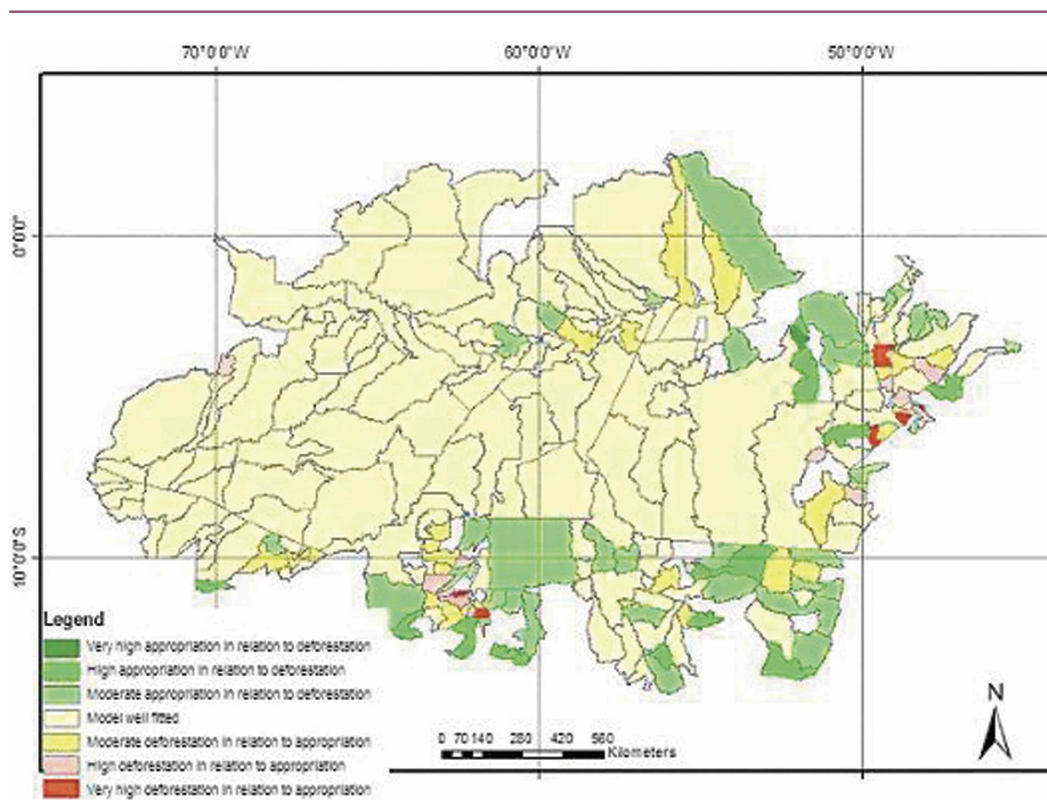 70°0'0"W 60°0'0"W 50°0'0"W
0°0'0"
10°0'0"S
Legend
Very high appropriation in relation to deforestation
High appropriation in relation to deforestation
Moderate appropriation in relation to deforestation
Model well fitted
Moderate deforestation in relation to appropriation
High deforestation in relation to appropriation
Very high deforestation in relation to appropriation
0 70 140 280 420 560
Kilometers
N